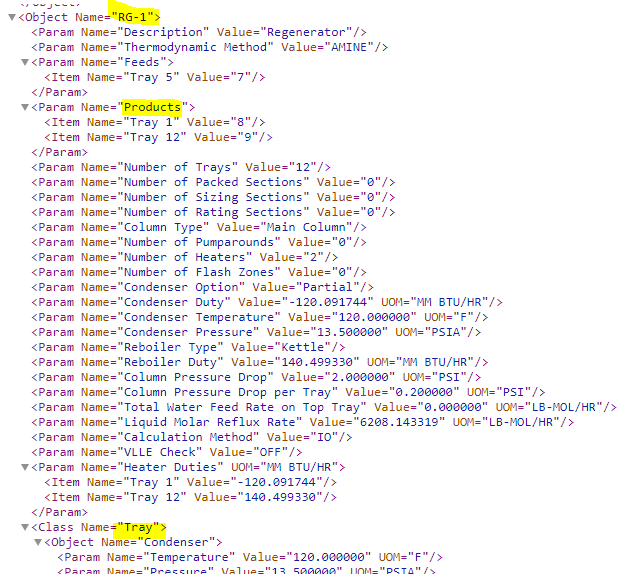 </Object>
▼<Object Name="RG-1">
<Param Name="Description" Value="Regenerator"/>
<Param Name="Thermodynamic Method" Value="AMINE"/>
▼<Param Name="Feeds">
<Item Name="Tray 5" Value="7"/>
</Param>
▼<Param Name="Products">
<Item Name="Tray 1" Value="8"/>
<Item Name="Tray 12" Value="9"/>
</Param>
<Param Name="Number of Trays" Value="12"/>
<Param Name="Number of Packed Sections" Value="0"/>
<Param Name="Number of Sizing Sections" Value="0"/>
<Param Name="Number of Rating Sections" Value="0"/>
<Param Name="Column Type" Value="Main Column"/>
<Param Name="Number of Pumparounds" Value="0"/>
<Param Name="Number of Heaters" Value="2"/>
<Param Name="Number of Flash Zones" Value="0"/>
<Param Name="Condenser Option" Value="Partial"/>
<Param Name="Condenser Duty" Value="-120.091744" UOM="MM BTU/HR"/>
<Param Name="Condenser Temperature" Value="120.000000" UOM="F"/>
<Param Name="Condenser Pressure" Value="13.500000" UOM="PSIA"/>
<Param Name="Reboiler Type" Value="Kettle"/>
<Param Name="Reboiler Duty" Value="140.499330" UOM="MM BTU/HR"/>
<Param Name="Column Pressure Drop" Value="2.000000" UOM="PSI"/>
<Param Name="Column Pressure Drop per Tray" Value="0.200000" UOM="PSI"/>
<Param Name="Total Water Feed Rate on Top Tray" Value="0.000000" UOM="LB-MOL/HR"/>
<Param Name="Liquid Molar Reflux Rate" Value="6208.143319" UOM="LB-MOL/HR"/>
<Param Name="Calculation Method" Value="IO"/>
<Param Name="VLLE Check" Value="OFF"/>
▼<Param Name="Heater Duties" UOM="MM BTU/HR">
<Item Name="Tray 1" Value="-120.091744"/>
<Item Name="Tray 12" Value="140.499330"/>
</Param>
▼<Class Name="Tray">
▼<Object Name="Condenser">
<Param Name="Temperature" Value="120.000000" UOM="F"/>
<Param Name="Pressure" Value="13.500000" UOM="PSIA"/>